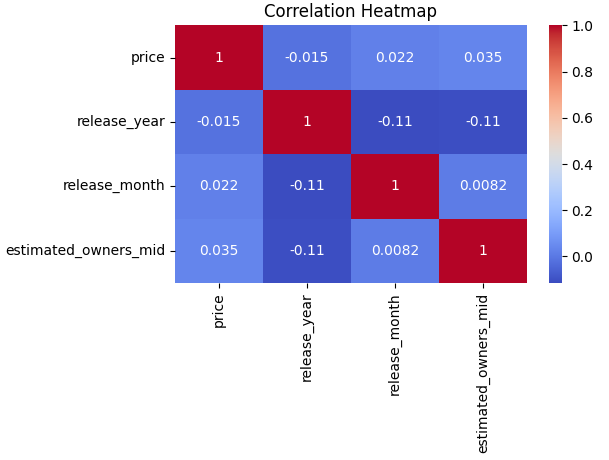 Correlation Heatmap
price
1
-0.015
0.022
0.035
release_year
-0.015
1
-0.11
-0.11
release_month
0.022
-0.11
1
0.0082
estimated_owners_mid
0.035
-0.11
0.0082
1
price
release_year
release_month
estimated_owners_mid
1.0
0.8
0.6
0.4
0.2
0.0